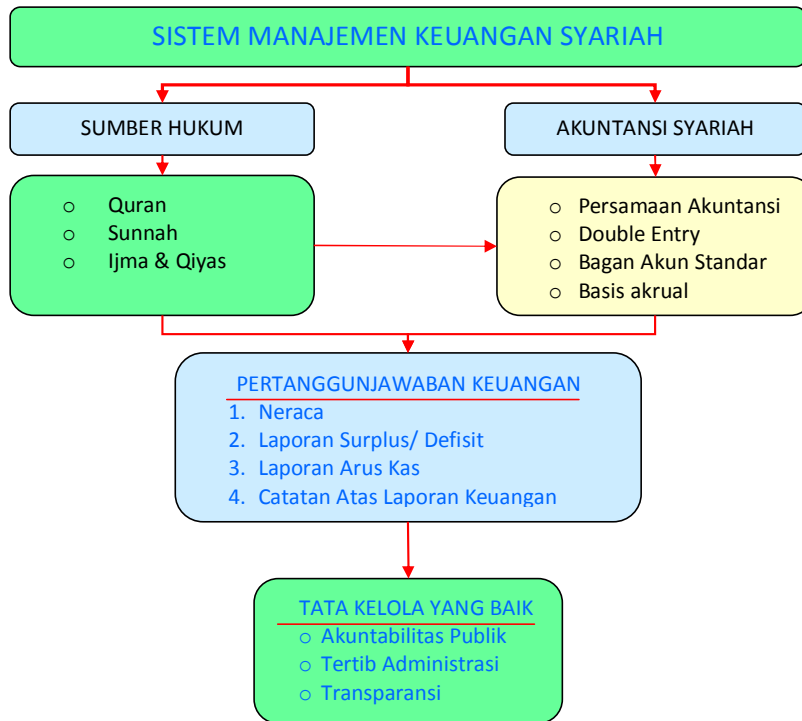 SISTEM MANAJEMEN KEUANGAN SYARIAH
SUMBER HUKUM
AKUNTANSI SYARIAH
o Quran
o Sunnah
o Ijma & Qiyas
o Persamaan Akuntansi
o Double Entry
o Bagan Akun Standar
o Basis akrual
PERTANGGUNJAWABAN KEUANGAN
1. Neraca
2. Laporan Surplus/ Defisit
3. Laporan Arus Kas
4. Catatan Atas Laporan Keuangan
TATA KELOLA YANG BAIK
o Akuntabilitas Publik
o Tertib Administrasi
o Transparansi